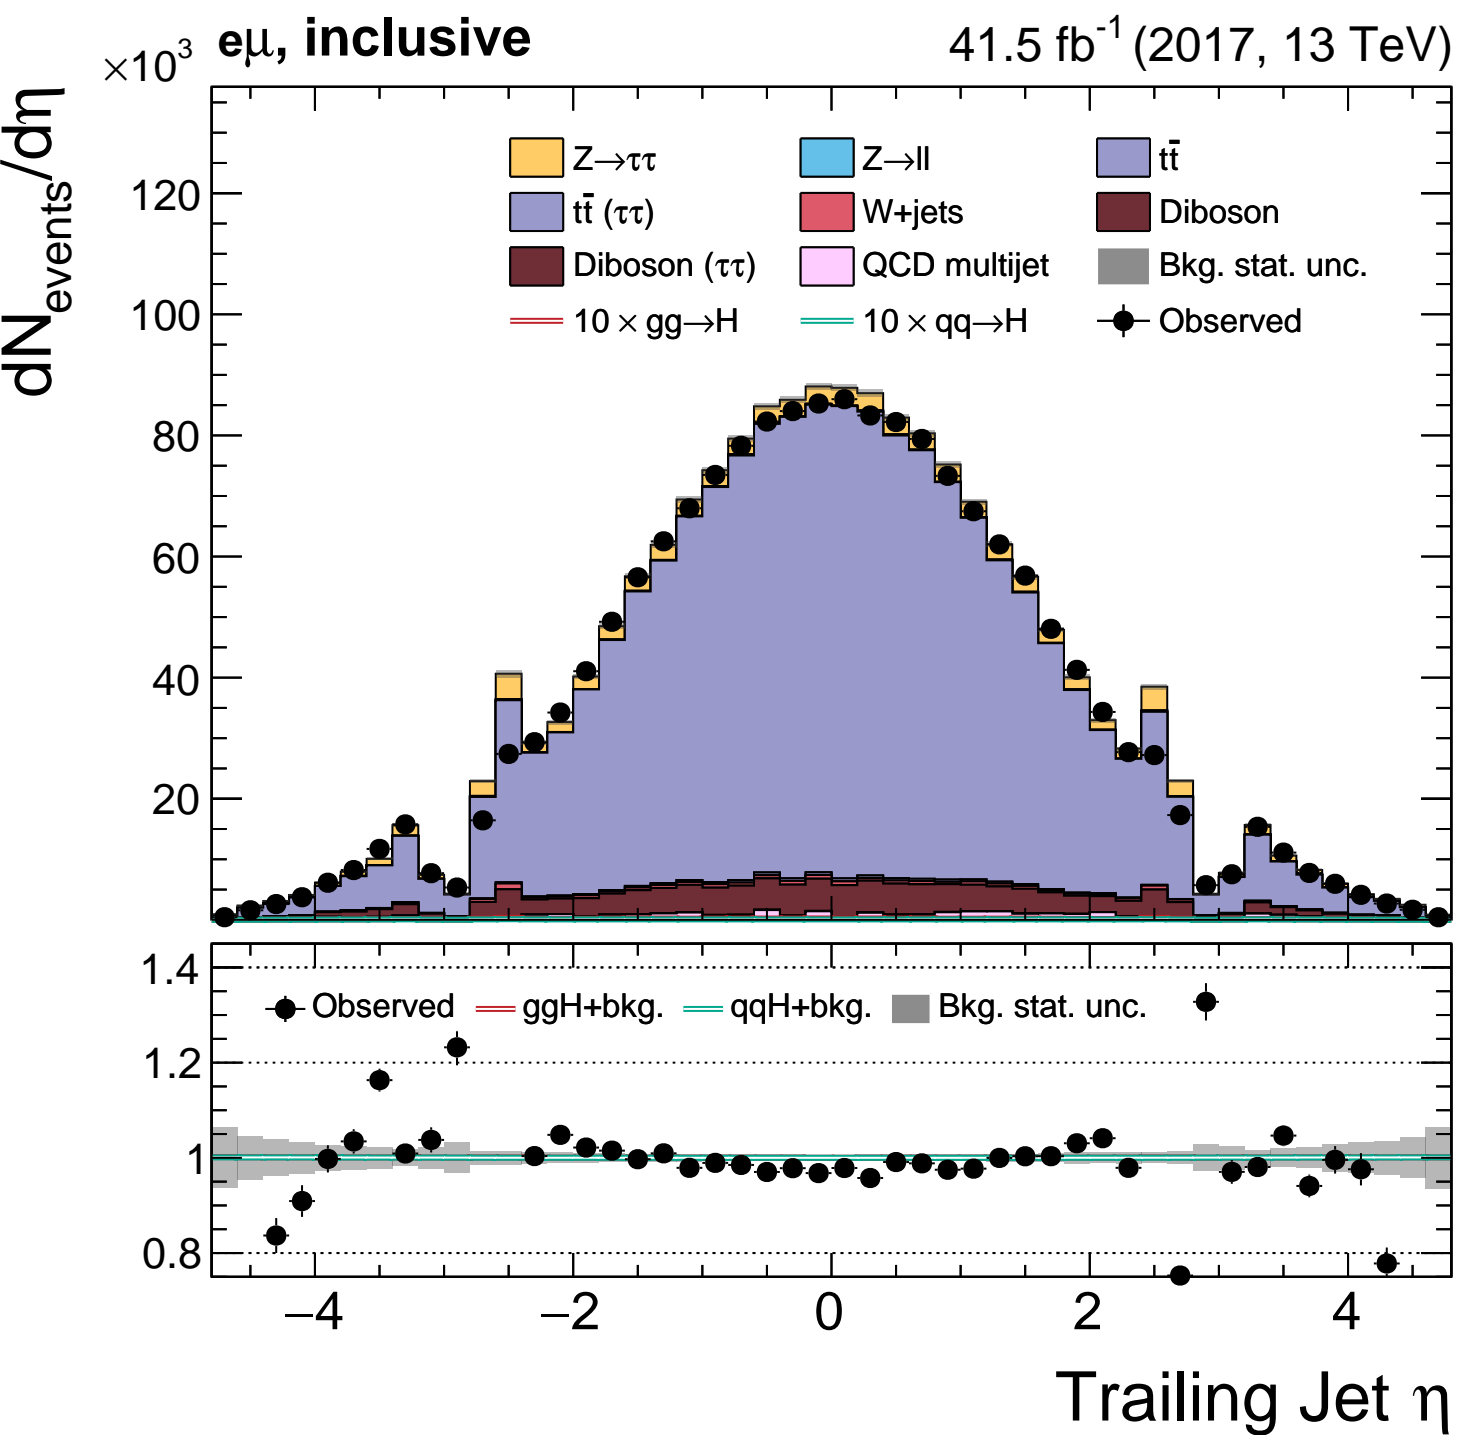 ×10³ eμ, inclusive 41.5 fb⁻¹ (2017, 13 TeV)
dN_events/dη
Z→ττ Z→ll tt̄
tt̄ (ττ) W+jets Diboson
Diboson (ττ) QCD multijet Bkg. stat. unc.
10 × gg→H 10 × qq→H Observed
120
100
80
60
40
20
1.4
Observed ggH+bkg. qqH+bkg. Bkg. stat. unc.
1.2
1
0.8
−4 −2 0 2 4
Trailing Jet η